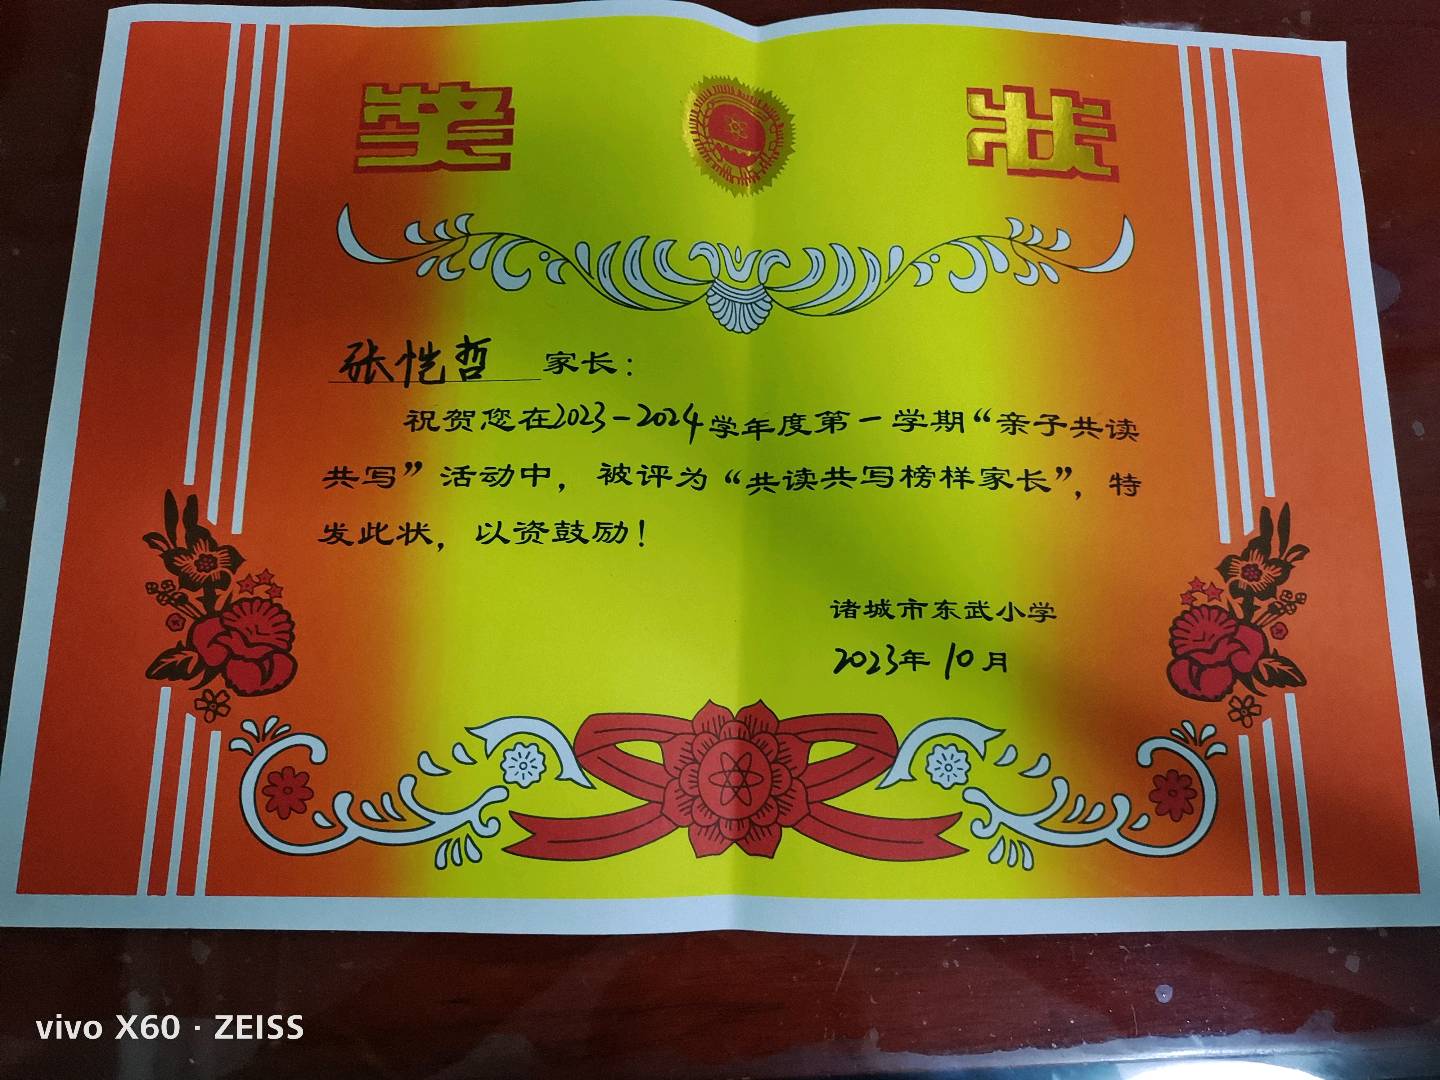 奖 状
张恺哲 家长：
祝贺您在2023-2024学年度第一学期“亲子共读
共写”活动中，被评为“共读共写榜样家长”，特
发此状，以资鼓励！
诸城市东武小学
2023年10月
vivo X60 · ZEISS